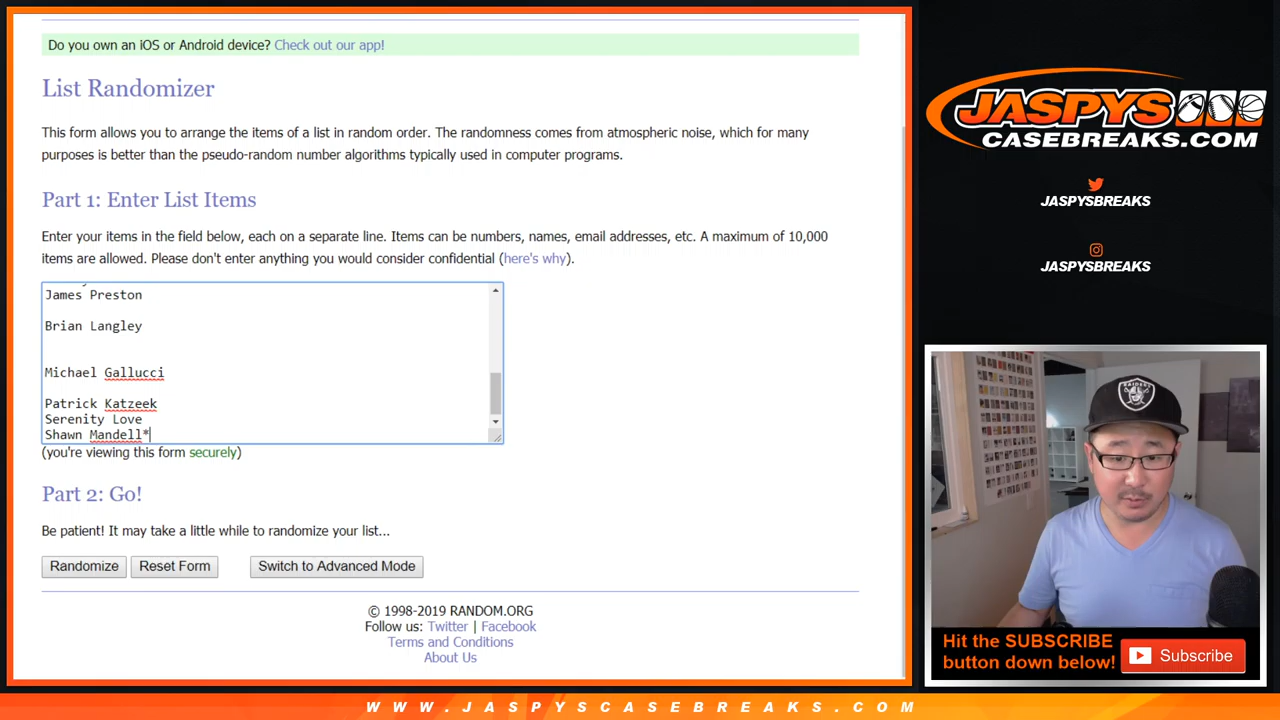 Do you own an iOS or Android device? Check out our app!
List Randomizer
This form allows you to arrange the items of a list in random order. The randomness comes from atmospheric noise, which for many
purposes is better than the pseudo-random number algorithms typically used in computer programs.
Part 1: Enter List Items
Enter your items in the field below, each on a separate line. Items can be numbers, names, email addresses, etc. A maximum of 10,000
items are allowed. Please don't enter anything you would consider confidential (here's why).
James Preston
Brian Langley
Michael Gallucci
Patrick Katzeek
Serenity Love
Shawn Mandell*
(you're viewing this form securely)
Part 2: Go!
Be patient! It may take a little while to randomize your list...
Randomize Reset Form Switch to Advanced Mode
© 1998-2019 RANDOM.ORG
Follow us: Twitter | Facebook
Terms and Conditions
About Us
JASPYS
CASEBREAKS.COM
JASPYSBREAKS
JASPYSBREAKS
RAIDERS
Hit the SUBSCRIBE
button down below!
Subscribe
WWW.JASPYSCASEBREAKS.COM